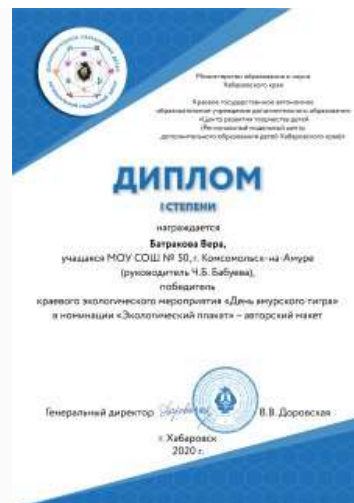 Министерство образования и науки
Хабаровского края
Краевое государственное автономное
образовательное учреждение дополнительного образования
«Центр развития творчества детей
(Региональный модельный центр
дополнительного образования детей Хабаровского края)»
ДИПЛОМ
I СТЕПЕНИ
награждается
Батракова Вера,
учащаяся МОУ СОШ № 50, г. Комсомольск-на-Амуре
(руководитель Ч.Б. Бабуева),
победитель
краевого экологического мероприятия «День амурского тигра»
в номинации «Экологический плакат» – авторский макет
Генеральный директор В.В. Доровская
г. Хабаровск
2020 г.